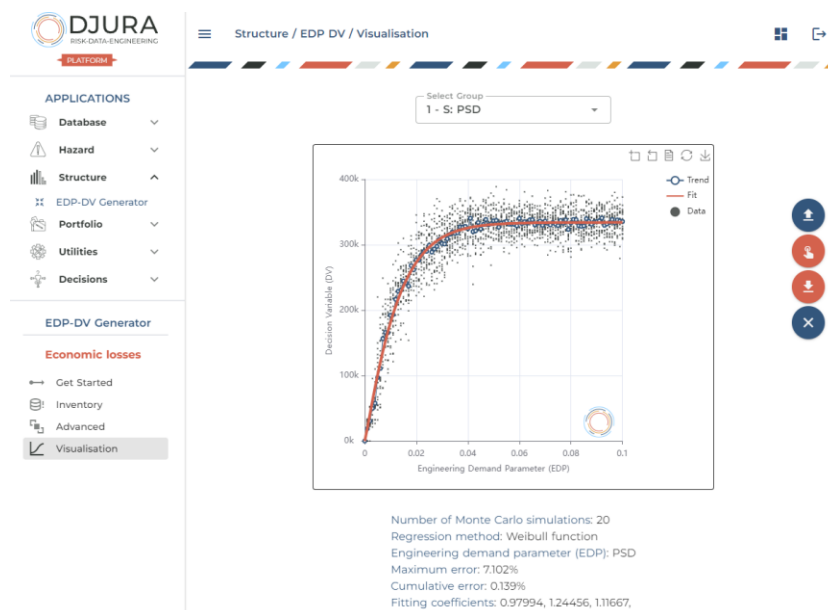 DJURA
RISK-DATA-ENGINEERING
PLATFORM
Structure / EDP DV / Visualisation
APPLICATIONS
Database
Hazard
Structure
EDP-DV Generator
Portfolio
Utilities
Decisions
EDP-DV Generator
Economic losses
Get Started
Inventory
Advanced
Visualisation
Select Group
1 - S: PSD
Trend
Fit
Data
400k
300k
200k
100k
0k
Decision Variable (DV)
0 0.02 0.04 0.06 0.08 0.1
Engineering Demand Parameter (EDP)
Number of Monte Carlo simulations: 20
Regression method: Weibull function
Engineering demand parameter (EDP): PSD
Maximum error: 7.102%
Cumulative error: 0.139%
Fitting coefficients: 0.97994, 1.24456, 1.11667,